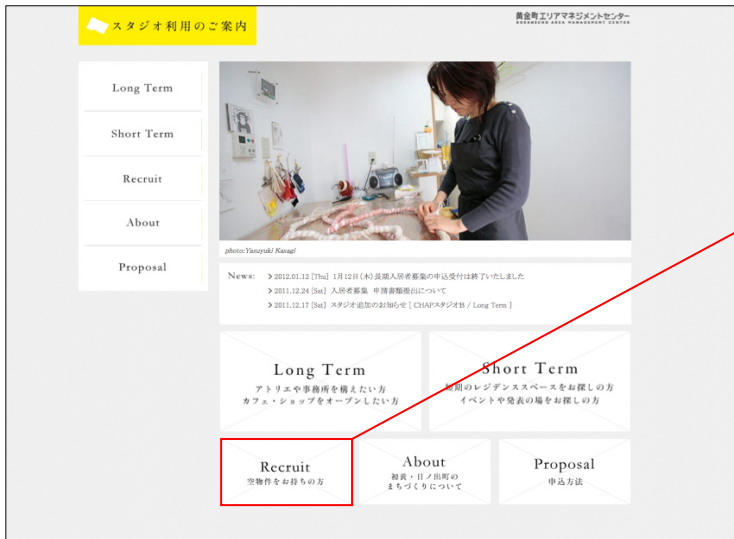 スタジオ利用のご案内
黄金町エリアマネジメントセンター
KOGANECHO AREA MANAGEMENT CENTER
Long Term
Short Term
Recruit
About
Proposal
photo:Yasuyuki Kasagi
News:
2012.01.12 [Thu] 1月12日(木)長期入居者募集の申込受付は終了いたしました
2011.12.24 [Sat] 入居者募集 申請書類提出について
2011.12.17 [Sat] スタジオ追加のお知らせ [ CHAPスタジオB / Long Term ]
Long Term
アトリエや事務所を構えたい方
カフェ・ショップをオープンしたい方
Short Term
短期のレジデンススペースをお探しの方
イベントや発表の場をお探しの方
Recruit
空物件をお持ちの方
About
初黄・日ノ出町の
まちづくりについて
Proposal
申込方法